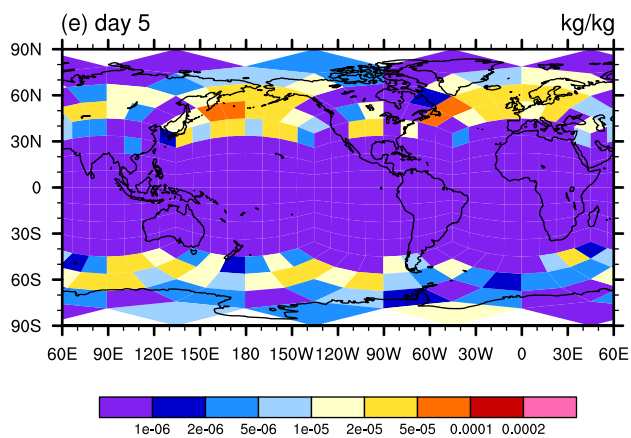 (e) day 5 kg/kg
90N
60N
30N
0
30S
60S
90S
60E 90E 120E 150E 180 150W 120W 90W 60W 30W 0 30E 60E
1e-06 2e-06 5e-06 1e-05 2e-05 5e-05 0.0001 0.0002